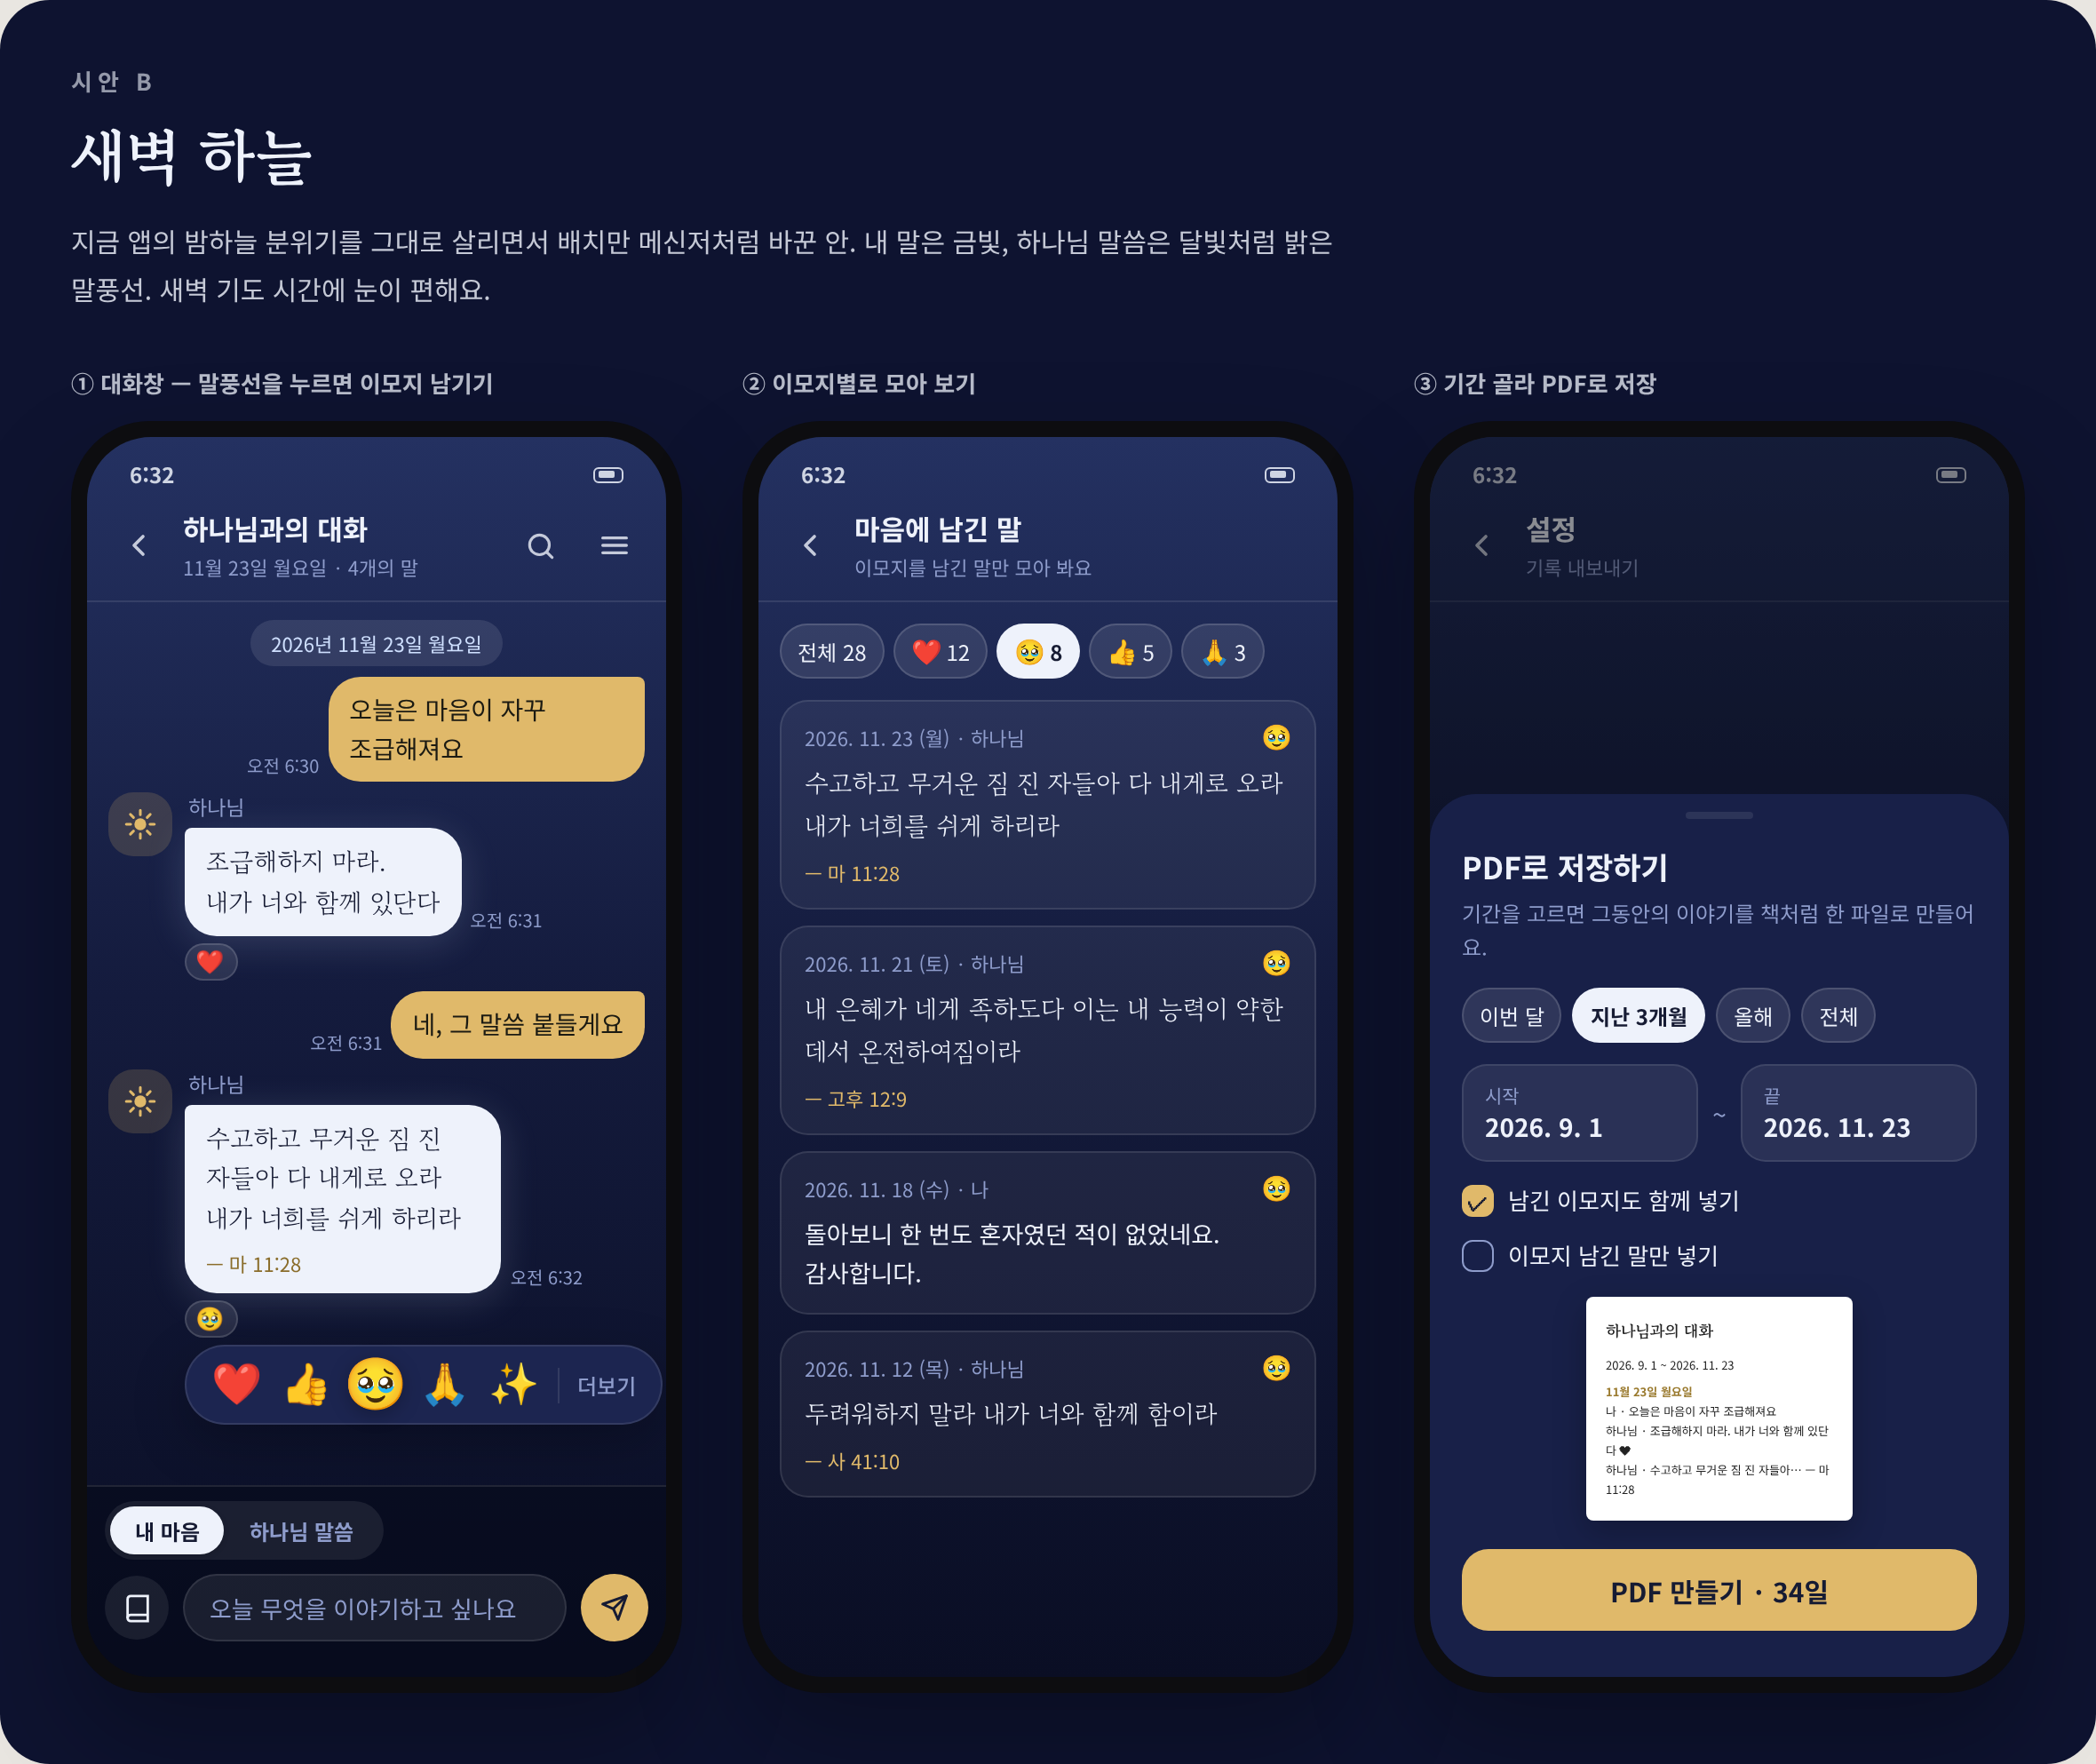 시안 B
새벽 하늘
지금 앱의 밤하늘 분위기를 그대로 살리면서 배치만 메신저처럼 바꾼 안. 내 말은 금빛, 하나님 말씀은 달빛처럼 밝은
말풍선. 새벽 기도 시간에 눈이 편해요.
① 대화창 — 말풍선을 누르면 이모지 남기기
6:32
하나님과의 대화
11월 23일 월요일 · 4개의 말
2026년 11월 23일 월요일
오늘은 마음이 자꾸
조급해져요
오전 6:30
하나님
조급해하지 마라.
내가 너와 함께 있단다
오전 6:31
❤️
네, 그 말씀 붙들게요
오전 6:31
하나님
수고하고 무거운 짐 진
자들아 다 내게로 오라
내가 너희를 쉬게 하리라
— 마 11:28
오전 6:32
🥹
❤️ 👍 🥹 🙏 ✨ 더보기
내 마음 하나님 말씀
오늘 무엇을 이야기하고 싶나요
② 이모지별로 모아 보기
6:32
마음에 남긴 말
이모지를 남긴 말만 모아 봐요
전체 28 ❤️ 12 🥹 8 👍 5 🙏 3
2026. 11. 23 (월) · 하나님 🥹
수고하고 무거운 짐 진 자들아 다 내게로 오라
내가 너희를 쉬게 하리라
— 마 11:28
2026. 11. 21 (토) · 하나님 🥹
내 은혜가 네게 족하도다 이는 내 능력이 약한
데서 온전하여짐이라
— 고후 12:9
2026. 11. 18 (수) · 나 🥹
돌아보니 한 번도 혼자였던 적이 없었네요.
감사합니다.
2026. 11. 12 (목) · 하나님 🥹
두려워하지 말라 내가 너와 함께 함이라
— 사 41:10
③ 기간 골라 PDF로 저장
6:32
설정
기록 내보내기
PDF로 저장하기
기간을 고르면 그동안의 이야기를 책처럼 한 파일로 만들어
요.
이번 달 지난 3개월 올해 전체
시작
2026. 9. 1
~
끝
2026. 11. 23
남긴 이모지도 함께 넣기
이모지 남긴 말만 넣기
하나님과의 대화
2026. 9. 1 ~ 2026. 11. 23
11월 23일 월요일
나 · 오늘은 마음이 자꾸 조급해져요
하나님 · 조급해하지 마라. 내가 너와 함께 있단
다 ♥
하나님 · 수고하고 무거운 짐 진 자들아… — 마
11:28
PDF 만들기 · 34일